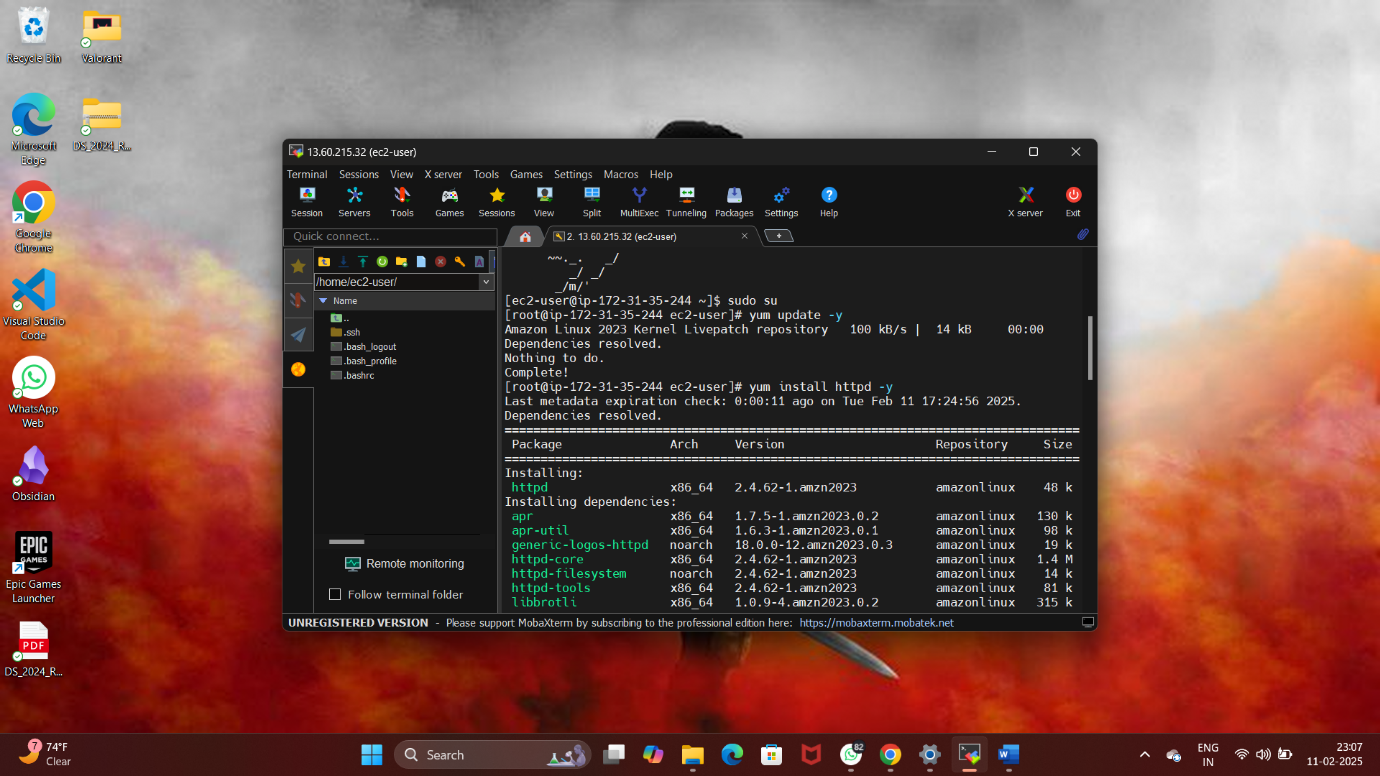 Recycle Bin
Valorant
Microsoft
Edge
DS_2024_R...
Google
Chrome
Visual Studio
Code
WhatsApp
Web
Obsidian
EPIC
GAMES
Epic Games
Launcher
PDF
DS_2024_R...
13.60.215.32 (ec2-user)
Terminal Sessions View X server Tools Games Settings Macros Help
Session Servers Tools Games Sessions View Split MultiExec Tunneling Packages Settings Help X server Exit
Quick connect...
2. 13.60.215.32 (ec2-user)
/home/ec2-user/
Name
..
.ssh
.bash_logout
.bash_profile
.bashrc
Remote monitoring
Follow terminal folder
~~._. _/
_/ _/
_/m/'
[ec2-user@ip-172-31-35-244 ~]$ sudo su
[root@ip-172-31-35-244 ec2-user]# yum update -y
Amazon Linux 2023 Kernel Livepatch repository 100 kB/s | 14 kB 00:00
Dependencies resolved.
Nothing to do.
Complete!
[root@ip-172-31-35-244 ec2-user]# yum install httpd -y
Last metadata expiration check: 0:00:11 ago on Tue Feb 11 17:24:56 2025.
Dependencies resolved.
================================================================================
Package Arch Version Repository Size
================================================================================
Installing:
httpd x86_64 2.4.62-1.amzn2023 amazonlinux 48 k
Installing dependencies:
apr x86_64 1.7.5-1.amzn2023.0.2 amazonlinux 130 k
apr-util x86_64 1.6.3-1.amzn2023.0.1 amazonlinux 98 k
generic-logos-httpd noarch 18.0.0-12.amzn2023.0.3 amazonlinux 19 k
httpd-core x86_64 2.4.62-1.amzn2023 amazonlinux 1.4 M
httpd-filesystem noarch 2.4.62-1.amzn2023 amazonlinux 14 k
httpd-tools x86_64 2.4.62-1.amzn2023 amazonlinux 81 k
libbrotli x86_64 1.0.9-4.amzn2023.0.2 amazonlinux 315 k
UNREGISTERED VERSION - Please support MobaXterm by subscribing to the professional edition here: https://mobaxterm.mobatek.net
7
74°F
Clear
Search
82
ENG
IN
23:07
11-02-2025